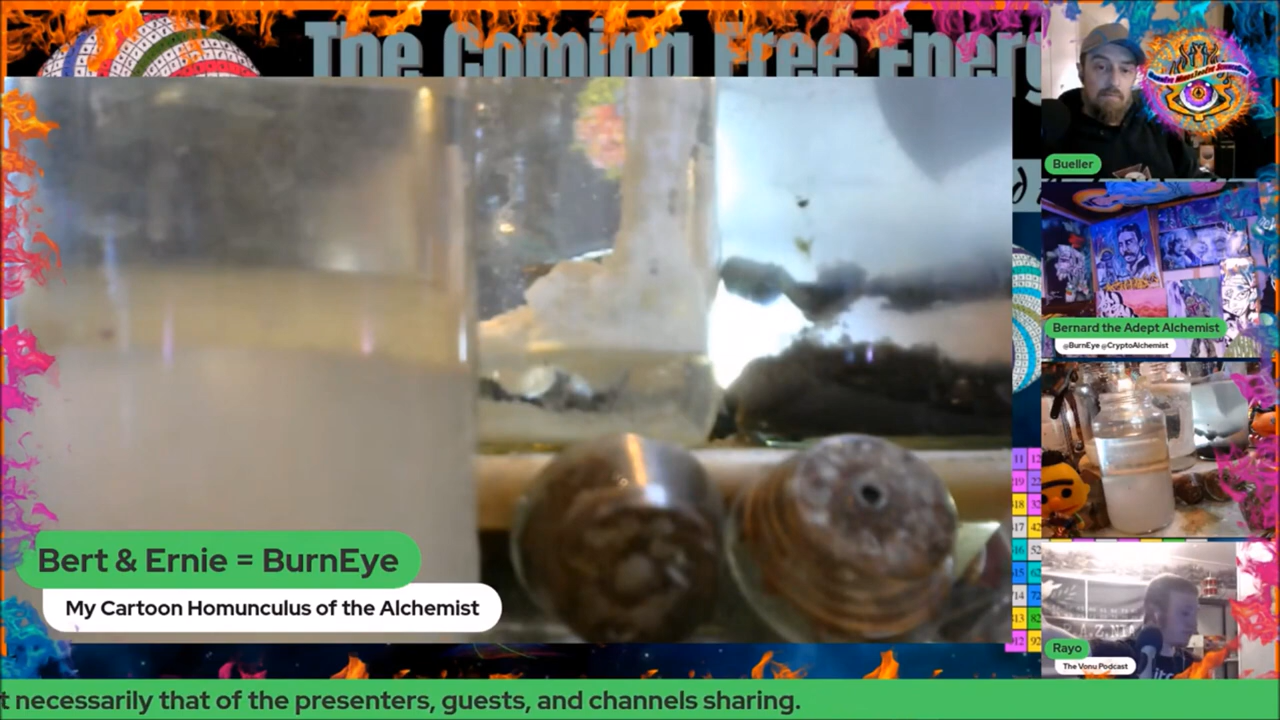 The Coming Free Energ
Bueller
Bernard the Adept Alchemist
@BurnEye @CryptoAlchemist
Bert & Ernie = BurnEye
My Cartoon Homunculus of the Alchemist
Rayo
The Vonu Podcast
t necessarily that of the presenters, guests, and channels sharing.